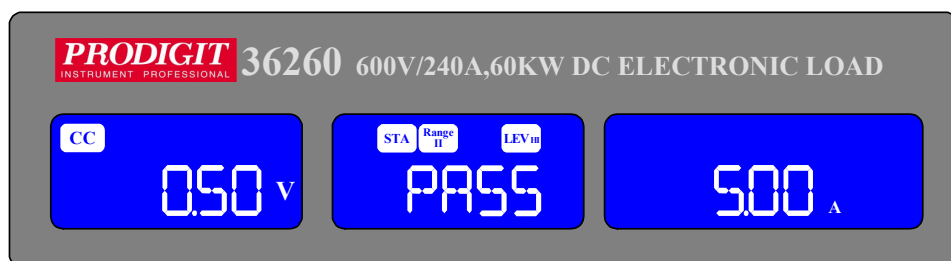 PRODIGIT
INSTRUMENT PROFESSIONAL
36260 600V/240A,60KW DC ELECTRONIC LOAD
CC
0.50 V
STA Range II LEV III
PASS
5.00 A